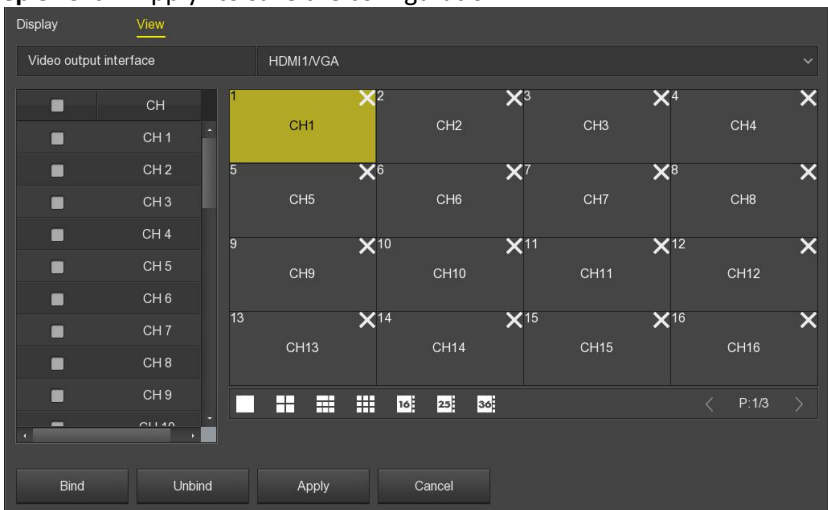 Display View
Video output interface HDMI1/VGA
CH
CH 1
CH 2
CH 3
CH 4
CH 5
CH 6
CH 7
CH 8
CH 9
1 2 3 4
CH1 CH2 CH3 CH4
5 6 7 8
CH5 CH6 CH7 CH8
9 10 11 12
CH9 CH10 CH11 CH12
13 14 15 16
CH13 CH14 CH15 CH16
16 25 36 P:1/3
Bind Unbind Apply Cancel